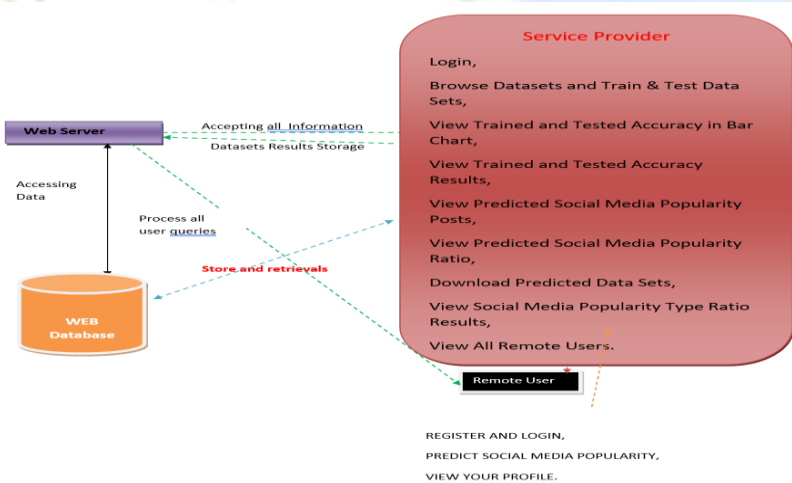 Service Provider
Login,
Browse Datasets and Train & Test Data
Sets,
View Trained and Tested Accuracy in Bar
Chart,
View Trained and Tested Accuracy
Results,
View Predicted Social Media Popularity
Posts,
View Predicted Social Media Popularity
Ratio,
Download Predicted Data Sets,
View Social Media Popularity Type Ratio
Results,
View All Remote Users.
Web Server
Accepting all Information
Datasets Results Storage
Accessing
Data
Process all
user queries
Store and retrievals
WEB
Database
Remote User
REGISTER AND LOGIN,
PREDICT SOCIAL MEDIA POPULARITY,
VIEW YOUR PROFILE.